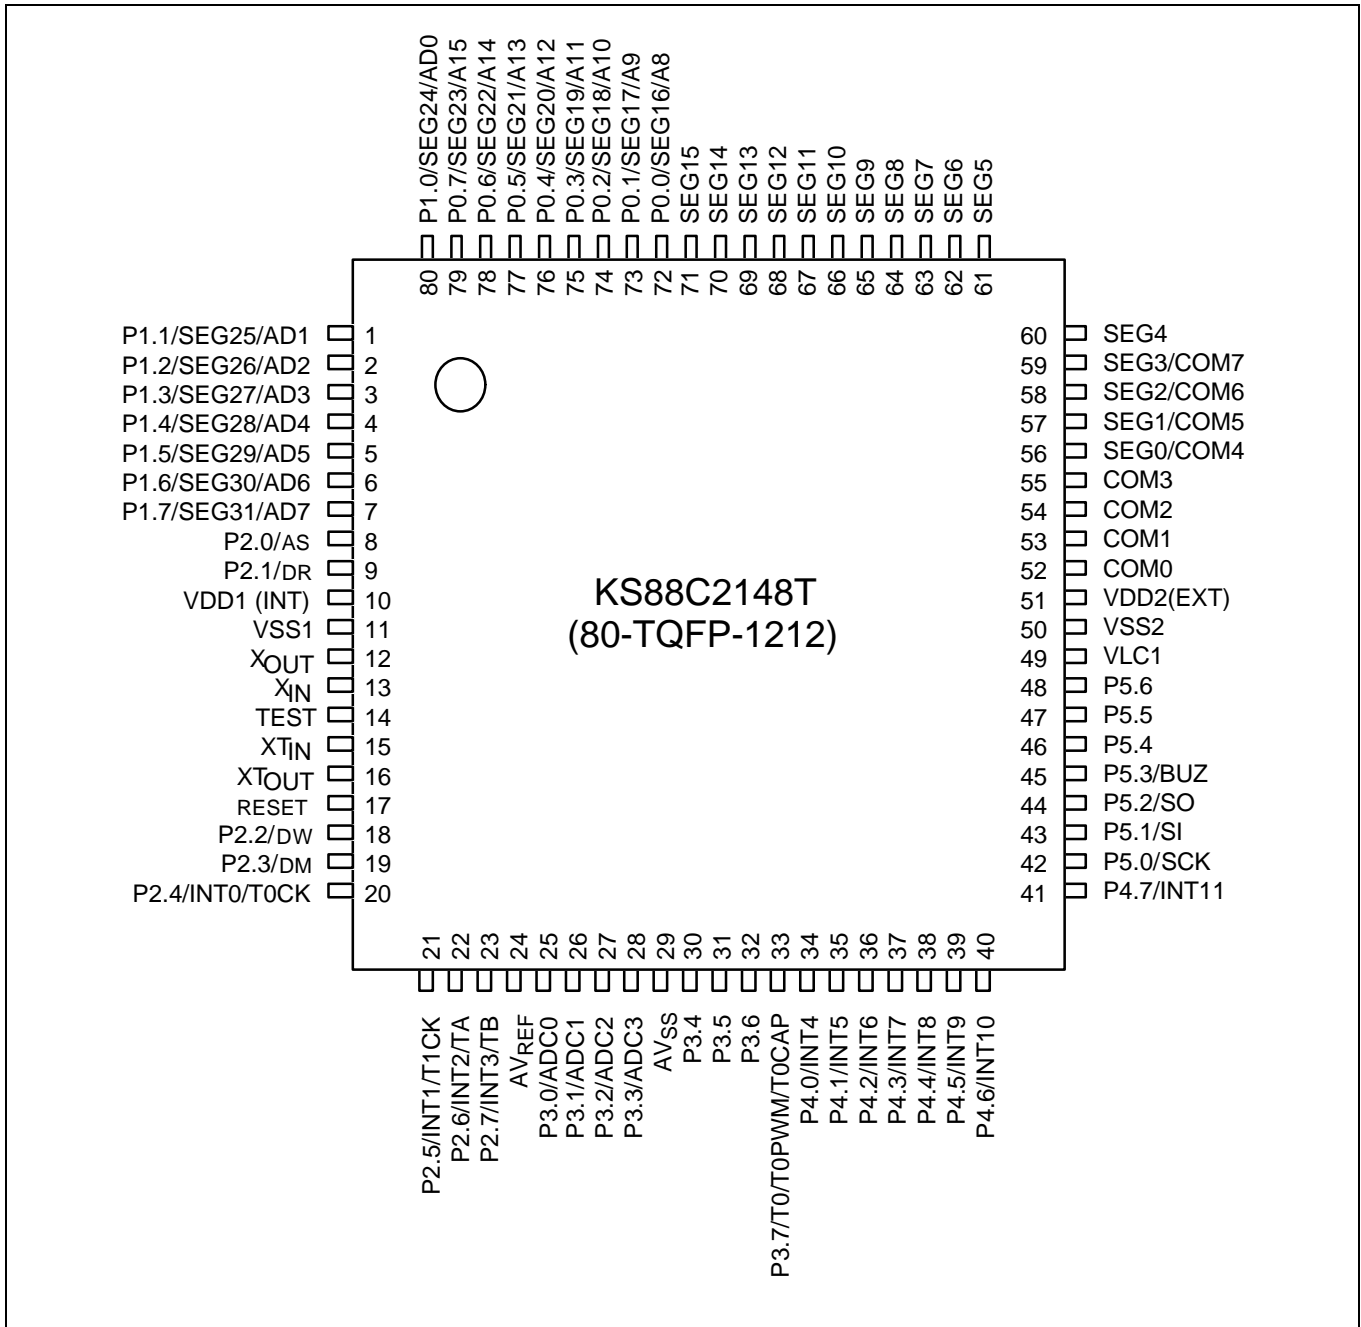 P1.0/SEG24/AD0
P0.7/SEG23/A15
P0.6/SEG22/A14
P0.5/SEG21/A13
P0.4/SEG20/A12
P0.3/SEG19/A11
P0.2/SEG18/A10
P0.1/SEG17/A9
P0.0/SEG16/A8
SEG15
SEG14
SEG13
SEG12
SEG11
SEG10
SEG9
SEG8
SEG7
SEG6
SEG5
80
79
78
77
76
75
74
73
72
71
70
69
68
67
66
65
64
63
62
61
P1.1/SEG25/AD1 1
P1.2/SEG26/AD2 2
P1.3/SEG27/AD3 3
P1.4/SEG28/AD4 4
P1.5/SEG29/AD5 5
P1.6/SEG30/AD6 6
P1.7/SEG31/AD7 7
P2.0/AS 8
P2.1/DR 9
VDD1 (INT) 10
VSS1 11
XOUT 12
XIN 13
TEST 14
XTIN 15
XTOUT 16
RESET 17
P2.2/DW 18
P2.3/DM 19
P2.4/INT0/T0CK 20
KS88C2148T
(80-TQFP-1212)
60 SEG4
59 SEG3/COM7
58 SEG2/COM6
57 SEG1/COM5
56 SEG0/COM4
55 COM3
54 COM2
53 COM1
52 COM0
51 VDD2(EXT)
50 VSS2
49 VLC1
48 P5.6
47 P5.5
46 P5.4
45 P5.3/BUZ
44 P5.2/SO
43 P5.1/SI
42 P5.0/SCK
41 P4.7/INT11
21
22
23
24
25
26
27
28
29
30
31
32
33
34
35
36
37
38
39
40
P2.5/INT1/T1CK
P2.6/INT2/TA
P2.7/INT3/TB
AVREF
P3.0/ADC0
P3.1/ADC1
P3.2/ADC2
P3.3/ADC3
AVSS
P3.4
P3.5
P3.6
P3.7/T0/T0PWM/T0CAP
P4.0/INT4
P4.1/INT5
P4.2/INT6
P4.3/INT7
P4.4/INT8
P4.5/INT9
P4.6/INT10